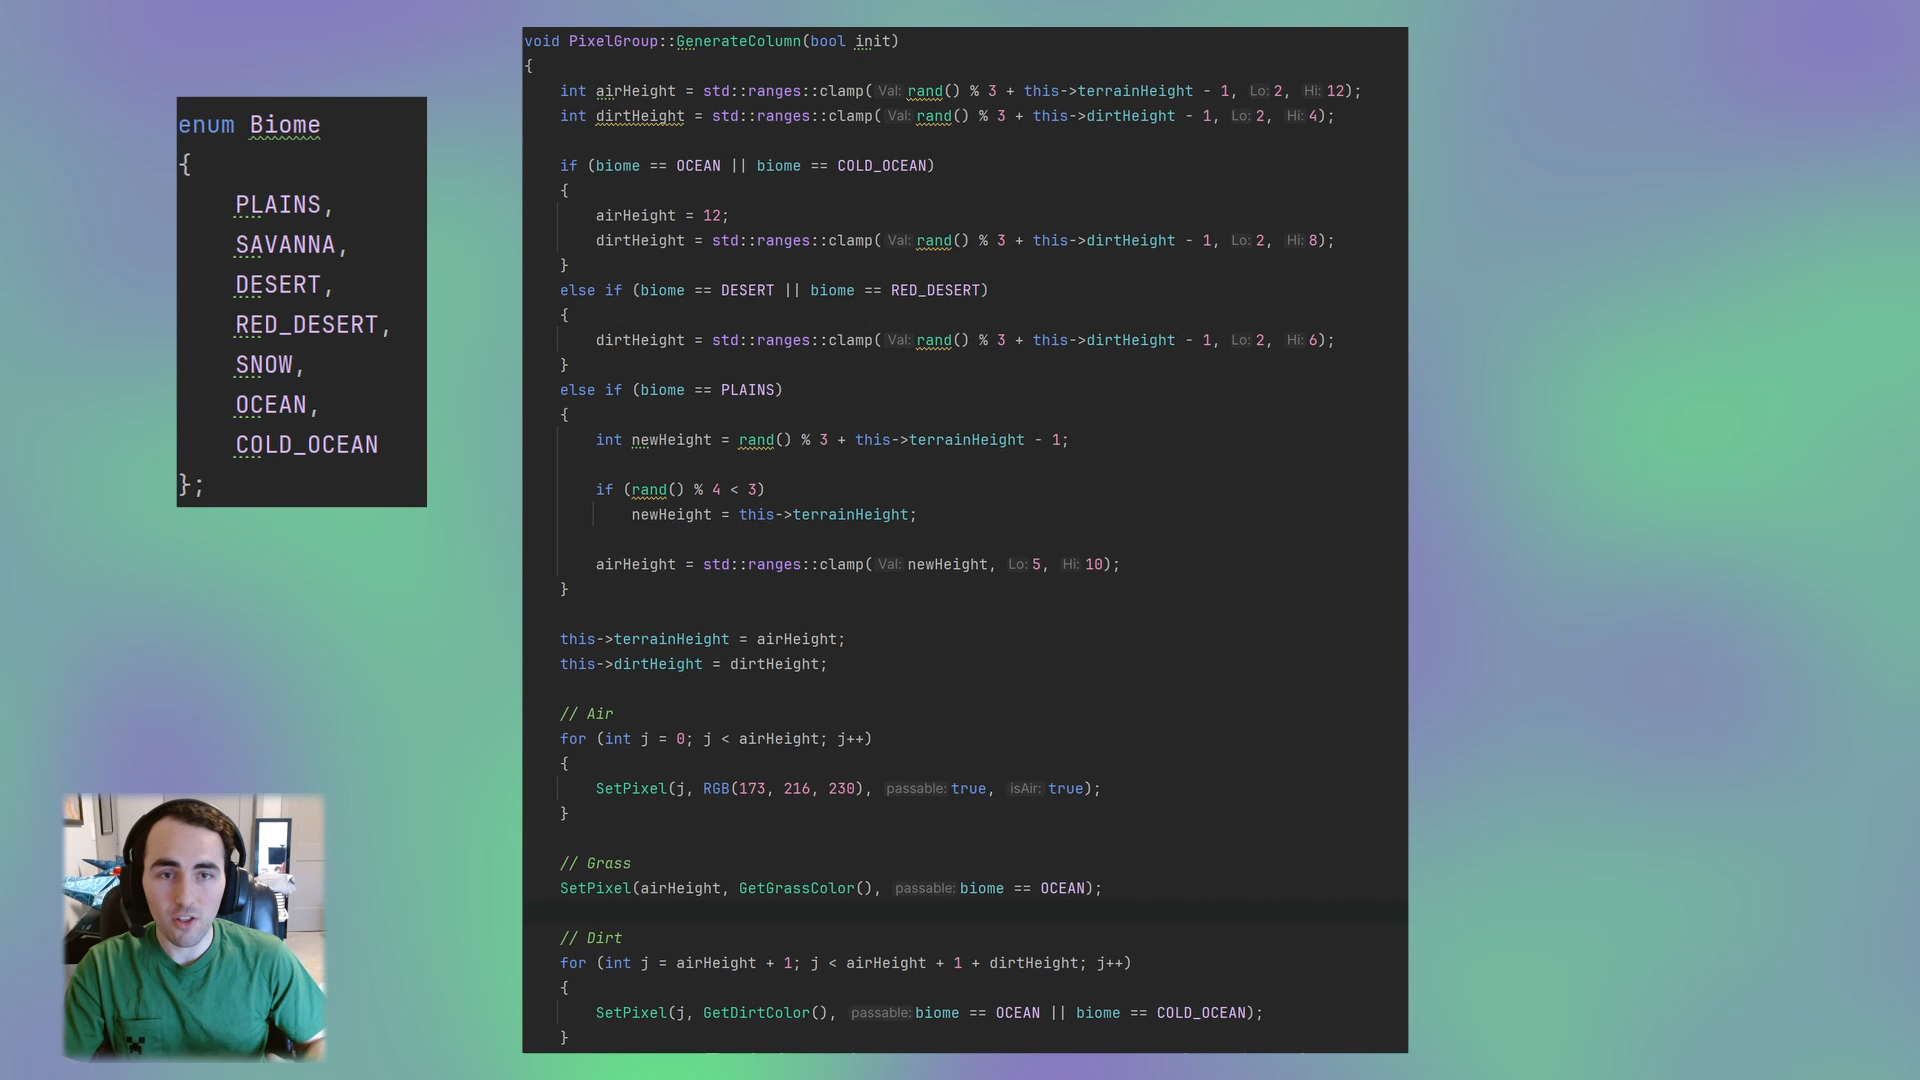 enum Biome
{
PLAINS,
SAVANNA,
DESERT,
RED_DESERT,
SNOW,
OCEAN,
COLD_OCEAN
};
void PixelGroup::GenerateColumn(bool init)
{
int airHeight = std::ranges::clamp( Val: rand() % 3 + this->terrainHeight - 1, Lo: 2, Hi: 12);
int dirtHeight = std::ranges::clamp( Val: rand() % 3 + this->dirtHeight - 1, Lo: 2, Hi: 4);
if (biome == OCEAN || biome == COLD_OCEAN)
{
airHeight = 12;
dirtHeight = std::ranges::clamp( Val: rand() % 3 + this->dirtHeight - 1, Lo: 2, Hi: 8);
}
else if (biome == DESERT || biome == RED_DESERT)
{
dirtHeight = std::ranges::clamp( Val: rand() % 3 + this->dirtHeight - 1, Lo: 2, Hi: 6);
}
else if (biome == PLAINS)
{
int newHeight = rand() % 3 + this->terrainHeight - 1;
if (rand() % 4 < 3)
newHeight = this->terrainHeight;
airHeight = std::ranges::clamp( Val: newHeight, Lo: 5, Hi: 10);
}
this->terrainHeight = airHeight;
this->dirtHeight = dirtHeight;
// Air
for (int j = 0; j < airHeight; j++)
{
SetPixel(j, RGB(173, 216, 230), passable: true, isAir: true);
}
// Grass
SetPixel(airHeight, GetGrassColor(), passable: biome == OCEAN);
// Dirt
for (int j = airHeight + 1; j < airHeight + 1 + dirtHeight; j++)
{
SetPixel(j, GetDirtColor(), passable: biome == OCEAN || biome == COLD_OCEAN);
}